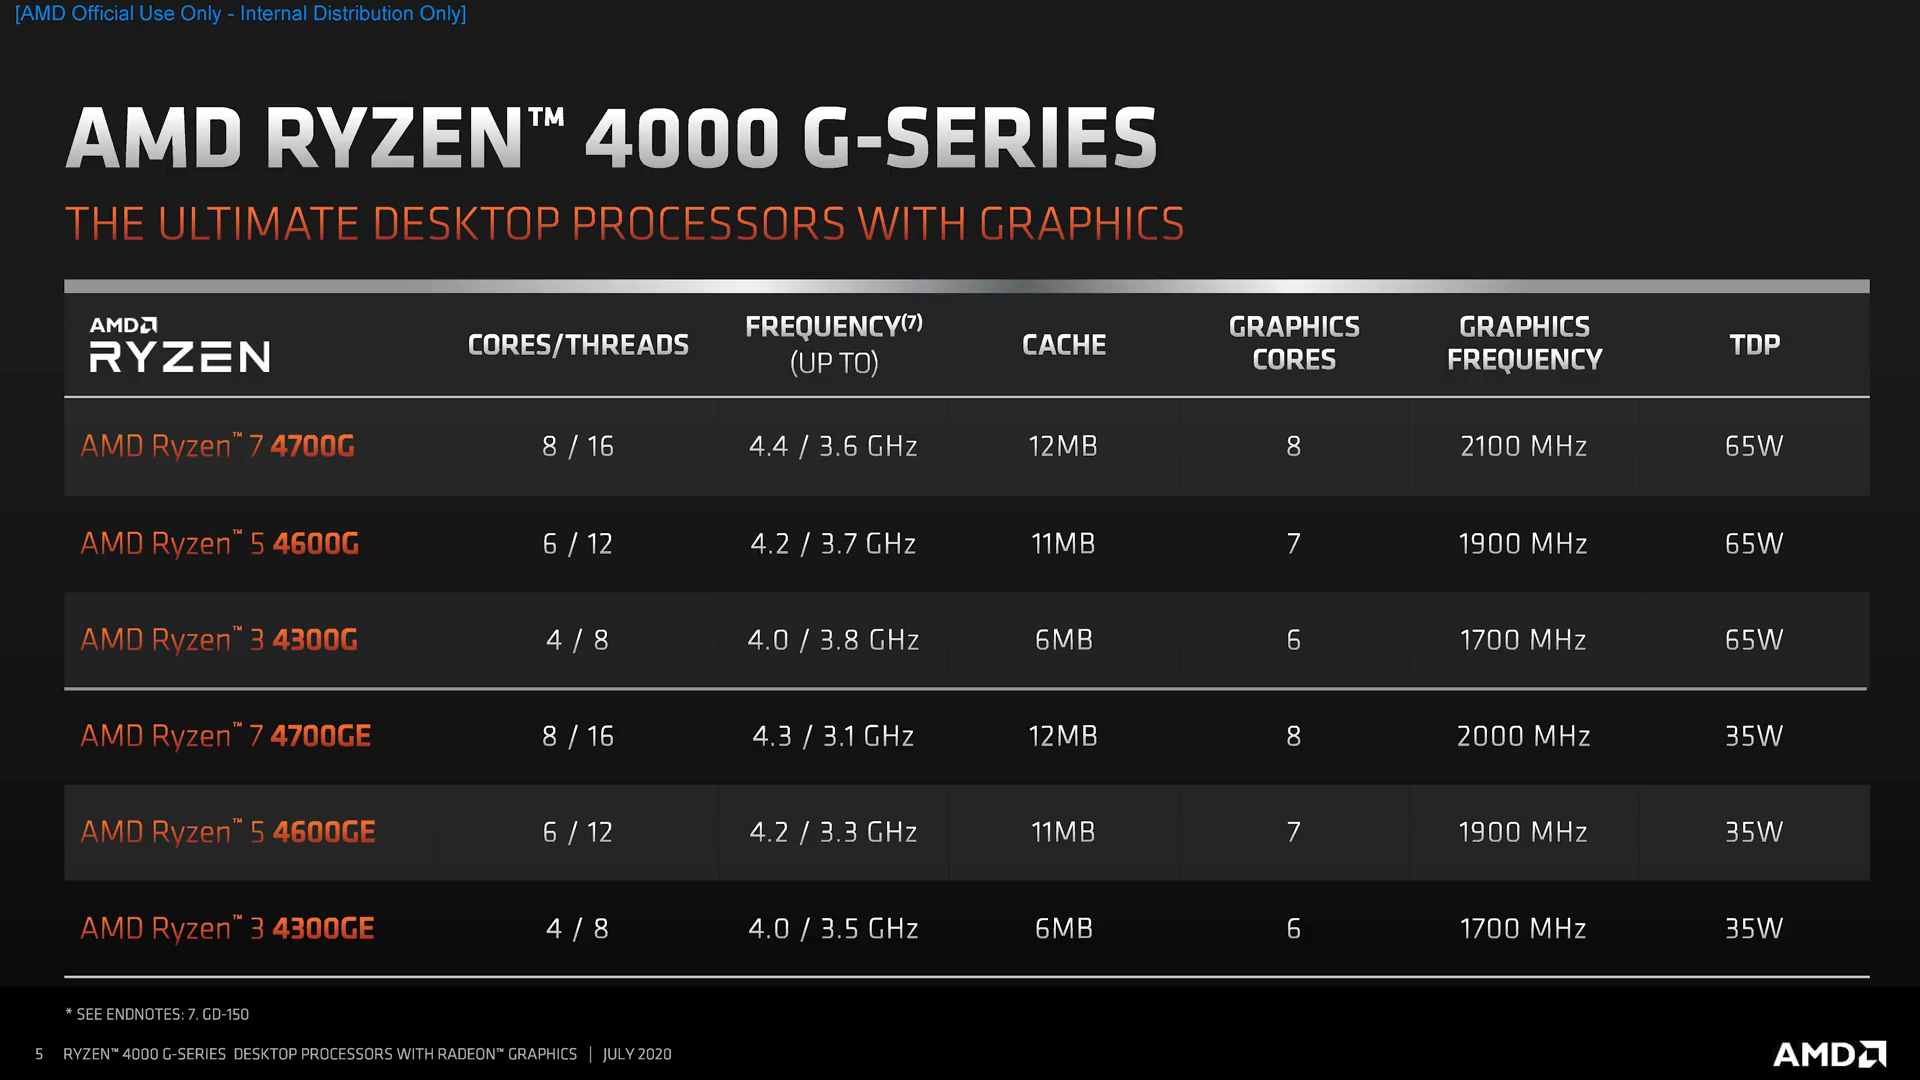 [AMD Official Use Only - Internal Distribution Only]
AMD RYZEN™ 4000 G-SERIES
THE ULTIMATE DESKTOP PROCESSORS WITH GRAPHICS
AMD RYZEN CORES/THREADS FREQUENCY(7) (UP TO) CACHE GRAPHICS CORES GRAPHICS FREQUENCY TDP
AMD Ryzen™ 7 4700G 8 / 16 4.4 / 3.6 GHz 12MB 8 2100 MHz 65W
AMD Ryzen™ 5 4600G 6 / 12 4.2 / 3.7 GHz 11MB 7 1900 MHz 65W
AMD Ryzen™ 3 4300G 4 / 8 4.0 / 3.8 GHz 6MB 6 1700 MHz 65W
AMD Ryzen™ 7 4700GE 8 / 16 4.3 / 3.1 GHz 12MB 8 2000 MHz 35W
AMD Ryzen™ 5 4600GE 6 / 12 4.2 / 3.3 GHz 11MB 7 1900 MHz 35W
AMD Ryzen™ 3 4300GE 4 / 8 4.0 / 3.5 GHz 6MB 6 1700 MHz 35W
* SEE ENDNOTES: 7. GD-150
5 RYZEN™ 4000 G-SERIES DESKTOP PROCESSORS WITH RADEON™ GRAPHICS | JULY 2020
AMD